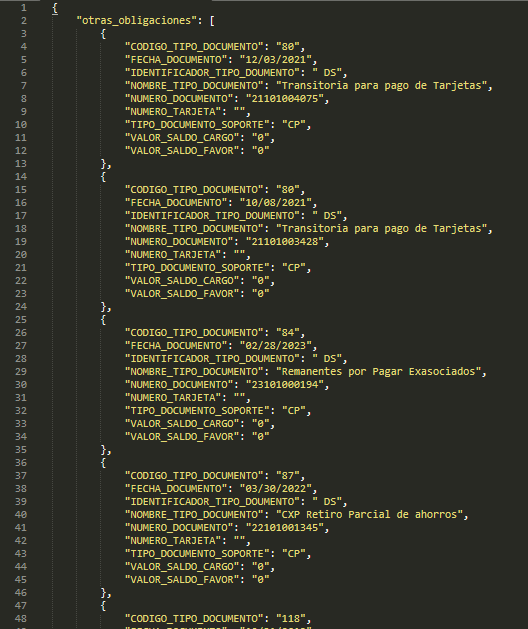 1 {
2 "otras_obligaciones": [
3 {
4 "CODIGO_TIPO_DOCUMENTO": "80",
5 "FECHA_DOCUMENTO": "12/03/2021",
6 "IDENTIFICADOR_TIPO_DOUMENTO": " DS",
7 "NOMBRE_TIPO_DOCUMENTO": "Transitoria para pago de Tarjetas",
8 "NUMERO_DOCUMENTO": "21101004075",
9 "NUMERO_TARJETA": "",
10 "TIPO_DOCUMENTO_SOPORTE": "CP",
11 "VALOR_SALDO_CARGO": "0",
12 "VALOR_SALDO_FAVOR": "0"
13 },
14 {
15 "CODIGO_TIPO_DOCUMENTO": "80",
16 "FECHA_DOCUMENTO": "10/08/2021",
17 "IDENTIFICADOR_TIPO_DOUMENTO": " DS",
18 "NOMBRE_TIPO_DOCUMENTO": "Transitoria para pago de Tarjetas",
19 "NUMERO_DOCUMENTO": "21101003428",
20 "NUMERO_TARJETA": "",
21 "TIPO_DOCUMENTO_SOPORTE": "CP",
22 "VALOR_SALDO_CARGO": "0",
23 "VALOR_SALDO_FAVOR": "0"
24 },
25 {
26 "CODIGO_TIPO_DOCUMENTO": "84",
27 "FECHA_DOCUMENTO": "02/28/2023",
28 "IDENTIFICADOR_TIPO_DOUMENTO": " DS",
29 "NOMBRE_TIPO_DOCUMENTO": "Remanentes por Pagar Exasociados",
30 "NUMERO_DOCUMENTO": "23101000194",
31 "NUMERO_TARJETA": "",
32 "TIPO_DOCUMENTO_SOPORTE": "CP",
33 "VALOR_SALDO_CARGO": "0",
34 "VALOR_SALDO_FAVOR": "0"
35 },
36 {
37 "CODIGO_TIPO_DOCUMENTO": "87",
38 "FECHA_DOCUMENTO": "03/30/2022",
39 "IDENTIFICADOR_TIPO_DOUMENTO": " DS",
40 "NOMBRE_TIPO_DOCUMENTO": "CXP Retiro Parcial de ahorros",
41 "NUMERO_DOCUMENTO": "22101001345",
42 "NUMERO_TARJETA": "",
43 "TIPO_DOCUMENTO_SOPORTE": "CP",
44 "VALOR_SALDO_CARGO": "0",
45 "VALOR_SALDO_FAVOR": "0"
46 },
47 {
48 "CODIGO_TIPO_DOCUMENTO": "118",